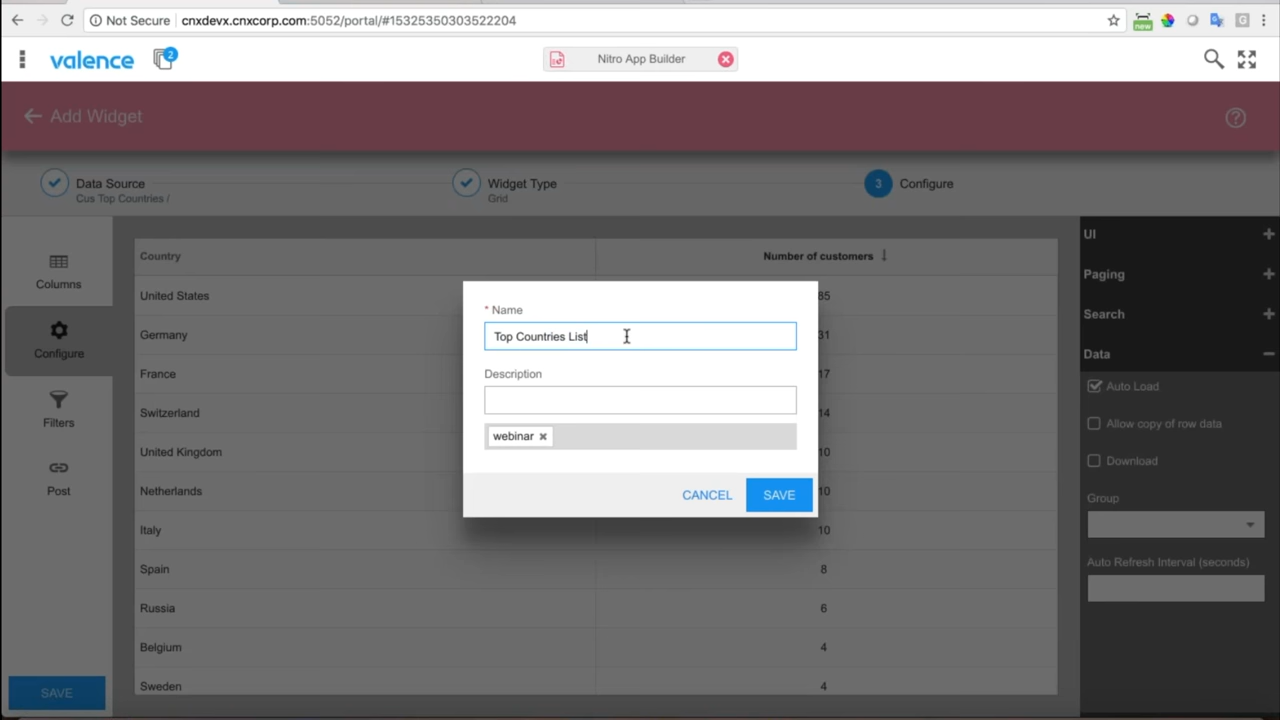 Not Secure cnxdevx.cnxcorp.com:5052/portal/#15325350303522204
new
G
valence
2
Nitro App Builder
Add Widget
Data Source
Cus Top Countries /
Widget Type
Grid
3
Configure
Columns
Configure
Filters
Post
SAVE
Country
Number of customers
United States
85
Germany
31
France
17
Switzerland
14
United Kingdom
10
Netherlands
10
Italy
10
Spain
8
Russia
6
Belgium
4
Sweden
4
* Name
Top Countries List
Description
webinar
CANCEL
SAVE
UI
Paging
Search
Data
Auto Load
Allow copy of row data
Download
Group
Auto Refresh Interval (seconds)